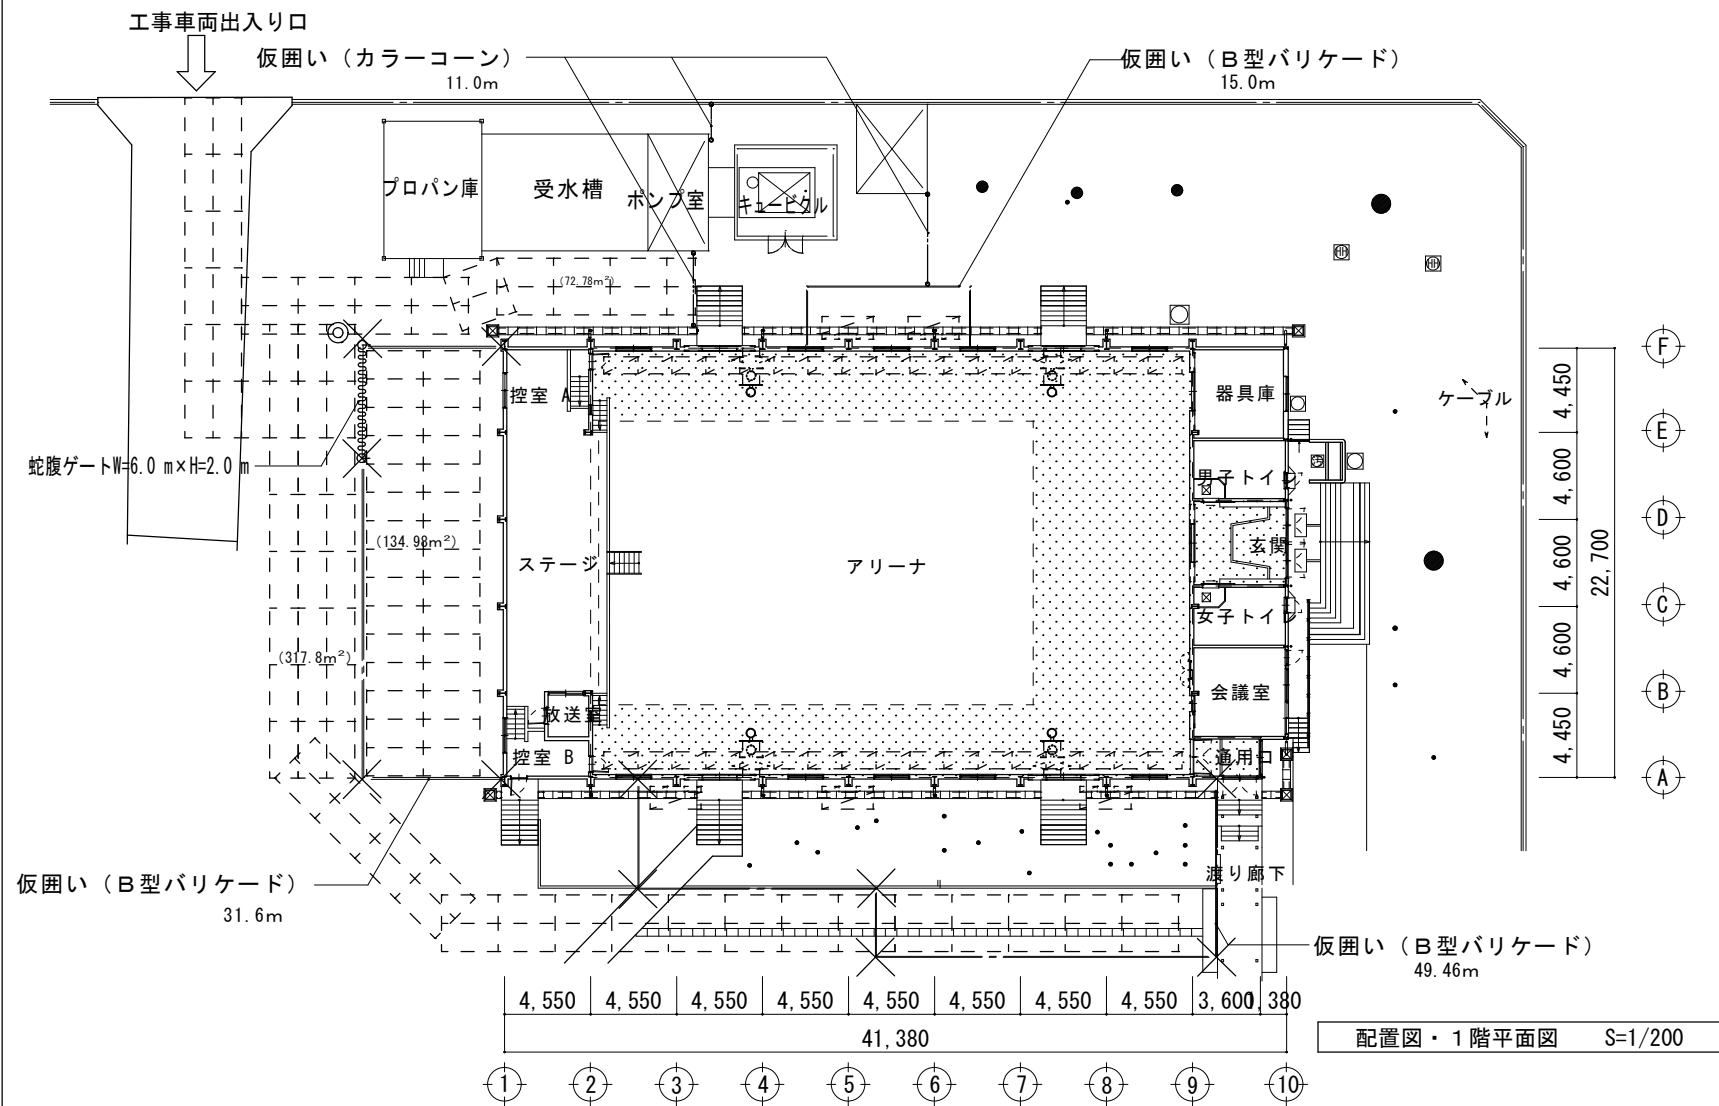 工事車両出入り口
仮囲い（カラーコーン）
11.0m
仮囲い（Ｂ型バリケード）
15.0m
プロパン庫
受水槽
ポンプ室
キュービクル
(72.78m²)
控室 A
器具庫
ケーブル
蛇腹ゲートW=6.0 m×H=2.0 m
男子トイレ
(134.98m²)
ステージ
アリーナ
玄関
女子トイレ
(317.8m²)
会議室
放送室
控室 B
通用口
渡り廊下
仮囲い（Ｂ型バリケード）
31.6m
仮囲い（Ｂ型バリケード）
49.46m
4,450
4,600
4,600
4,600
4,450
22,700
F
E
D
C
B
A
4,550 4,550 4,550 4,550 4,550 4,550 4,550 4,550 3,600 1,380
41,380
配置図・１階平面図 S=1/200
1 2 3 4 5 6 7 8 9 10